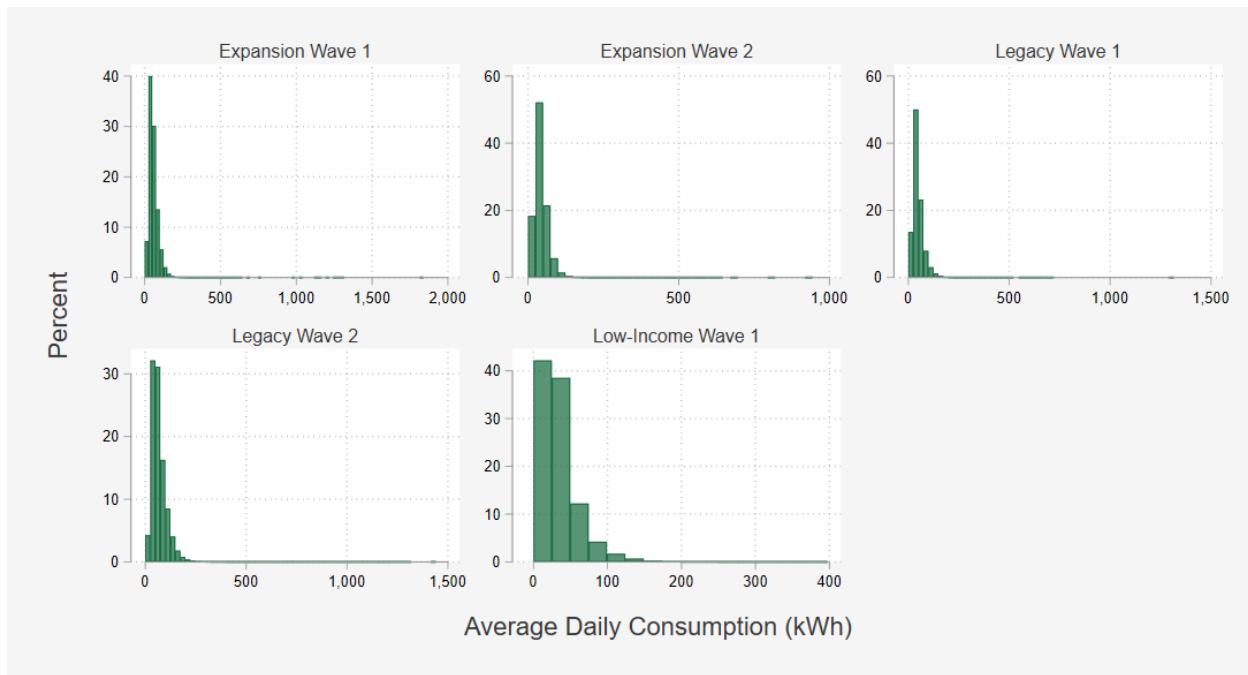 Expansion Wave 1
Expansion Wave 2
Legacy Wave 1
40
30
20
10
0
0 500 1,000 1,500 2,000
60
40
20
0
0 500 1,000
60
40
20
0
0 500 1,000 1,500
Percent
Legacy Wave 2
Low-Income Wave 1
30
20
10
0
0 500 1,000 1,500
40
30
20
10
0
0 100 200 300 400
Average Daily Consumption (kWh)